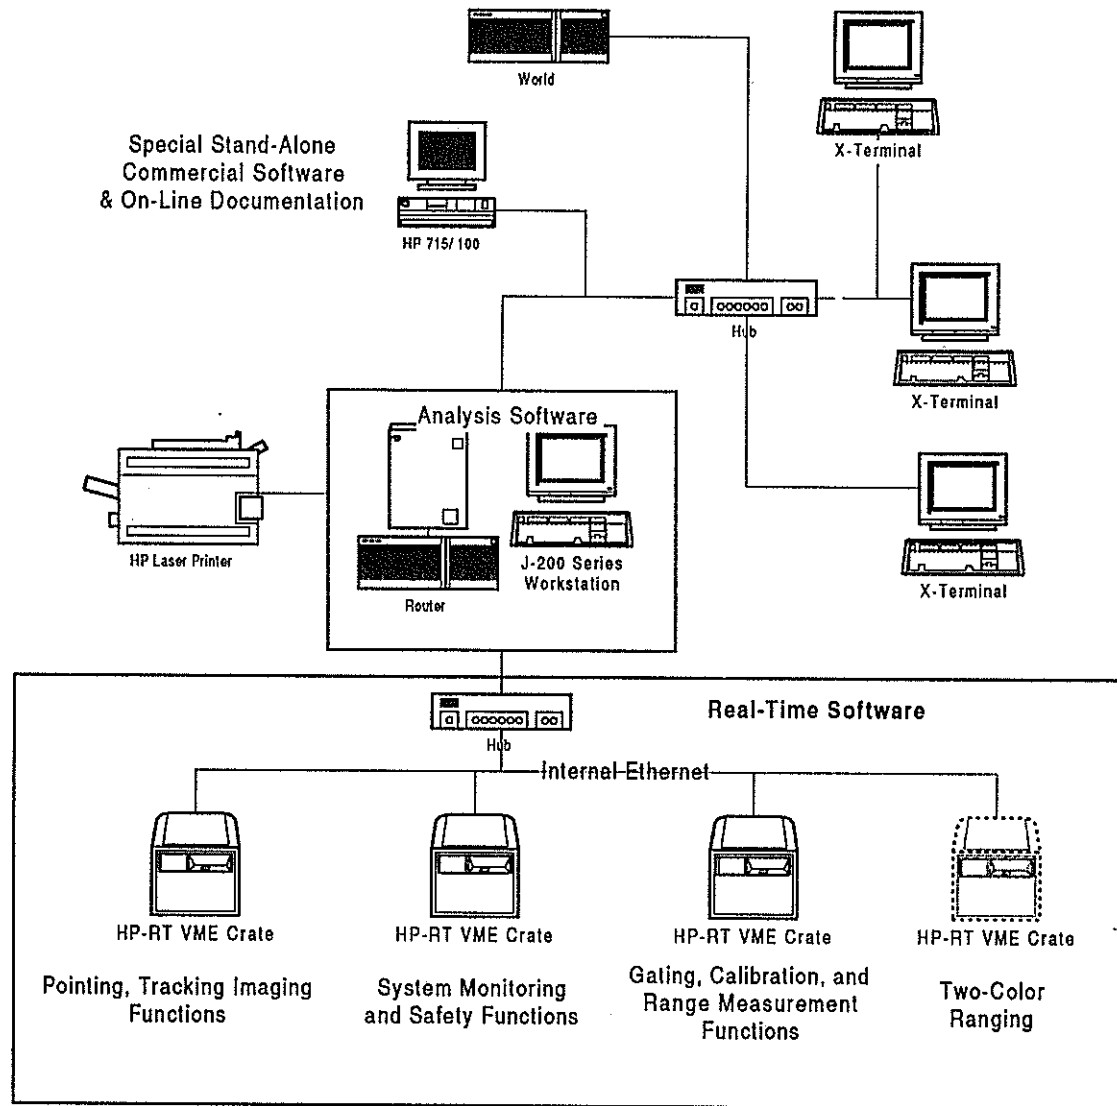 World
X-Terminal
Special Stand-Alone
Commercial Software
& On-Line Documentation
HP 715/100
Hub
X-Terminal
Analysis Software
X-Terminal
HP Laser Printer
J-200 Series
Workstation
Router
Real-Time Software
Hub
Internal Ethernet
HP-RT VME Crate
HP-RT VME Crate
HP-RT VME Crate
HP-RT VME Crate
Pointing, Tracking Imaging
Functions
System Monitoring
and Safety Functions
Gating, Calibration, and
Range Measurement
Functions
Two-Color
Ranging